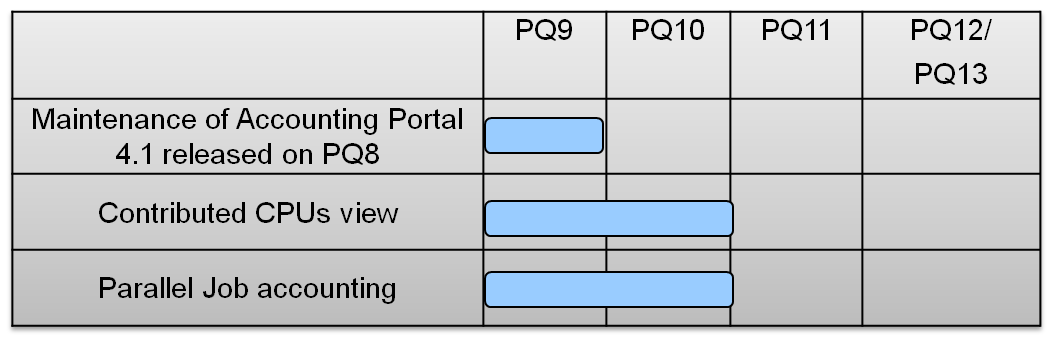 PQ9 PQ10 PQ11 PQ12/
PQ13
Maintenance of Accounting Portal
4.1 released on PQ8
Contributed CPUs view
Parallel Job accounting